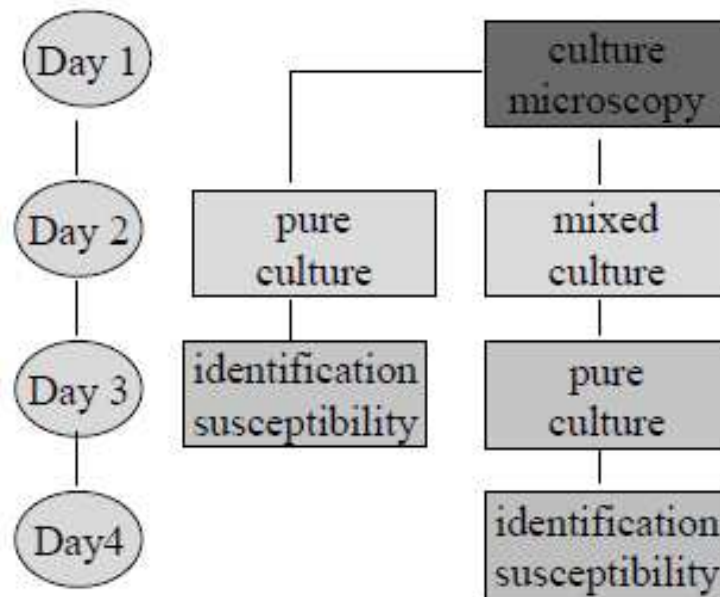 Day 1
culture
microscopy
Day 2
pure
culture
mixed
culture
Day 3
identification
susceptibility
pure
culture
Day4
identification
susceptibility